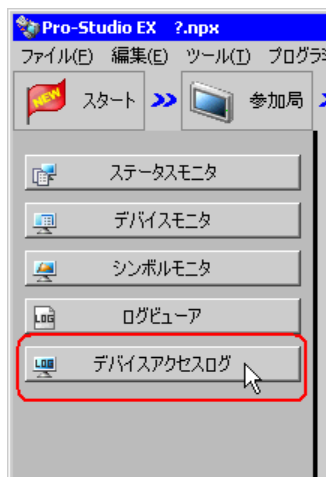 Pro-Studio EX ?.npx
ファイル(F) 編集(E) ツール(T) プログラ
NEW スタート 参加局
ステータスモニタ
デバイスモニタ
シンボルモニタ
LOG ログビューア
LOG デバイスアクセスログ